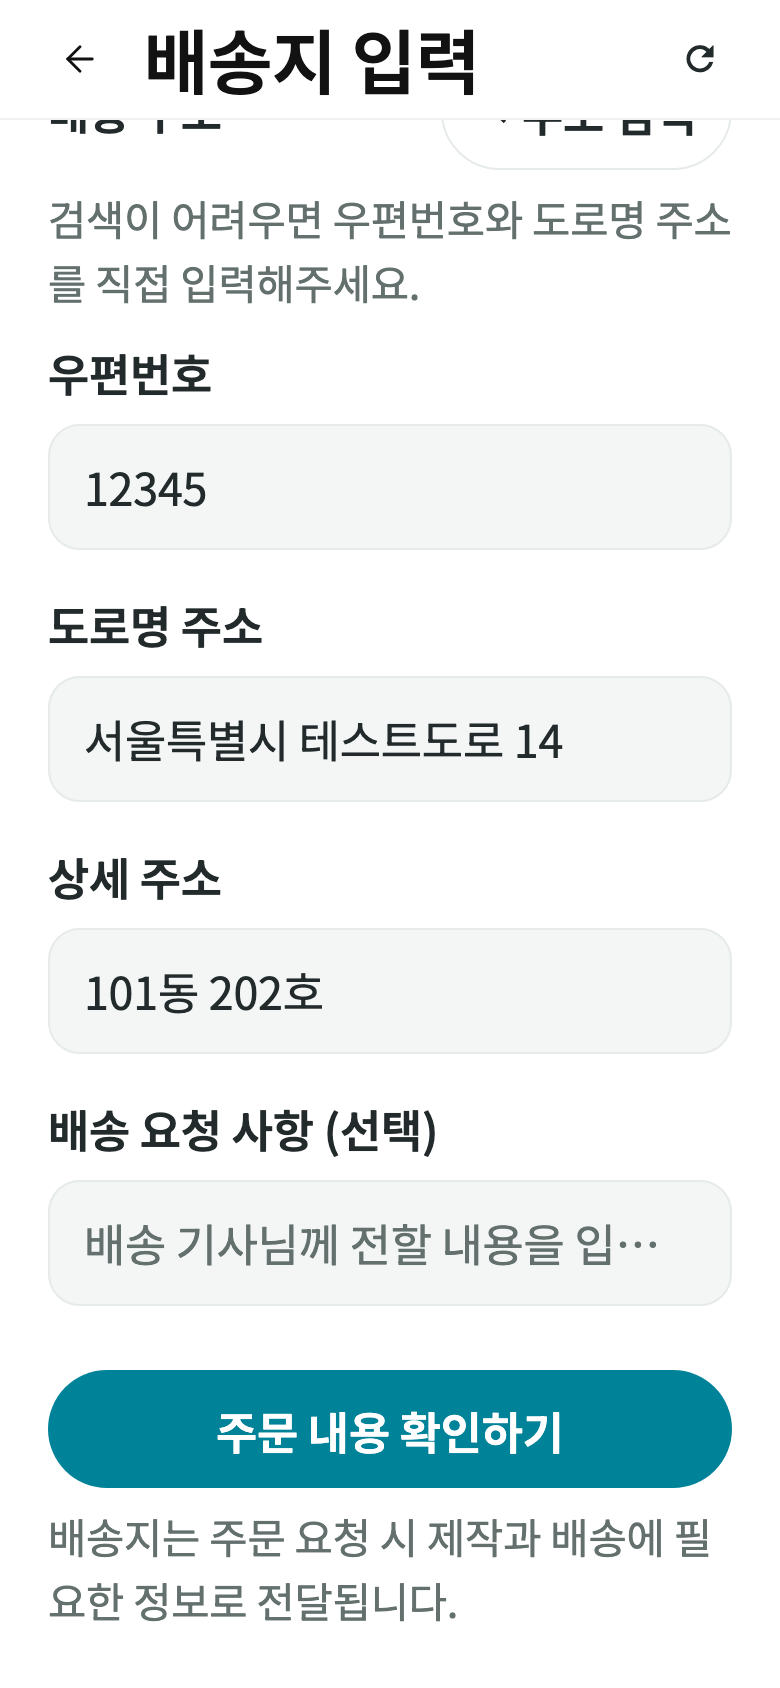 배송지 입력
검색이 어려우면 우편번호와 도로명 주소
를 직접 입력해주세요.
우편번호
12345
도로명 주소
서울특별시 테스트도로 14
상세 주소
101동 202호
배송 요청 사항 (선택)
배송 기사님께 전할 내용을 입…
주문 내용 확인하기
배송지는 주문 요청 시 제작과 배송에 필
요한 정보로 전달됩니다.